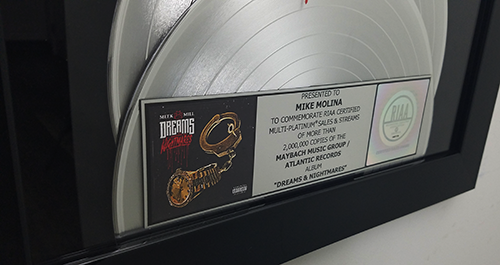 MEEK MILL
DREAMS
NIGHTMARES
PRESENTED TO
MIKE MOLINA
TO COMMEMORATE RIAA CERTIFIED
MULTI-PLATINUM® SALES & STREAMS
OF MORE THAN
2,000,000 COPIES OF THE
MAYBACH MUSIC GROUP /
ATLANTIC RECORDS
ALBUM
"DREAMS & NIGHTMARES"
RIAA